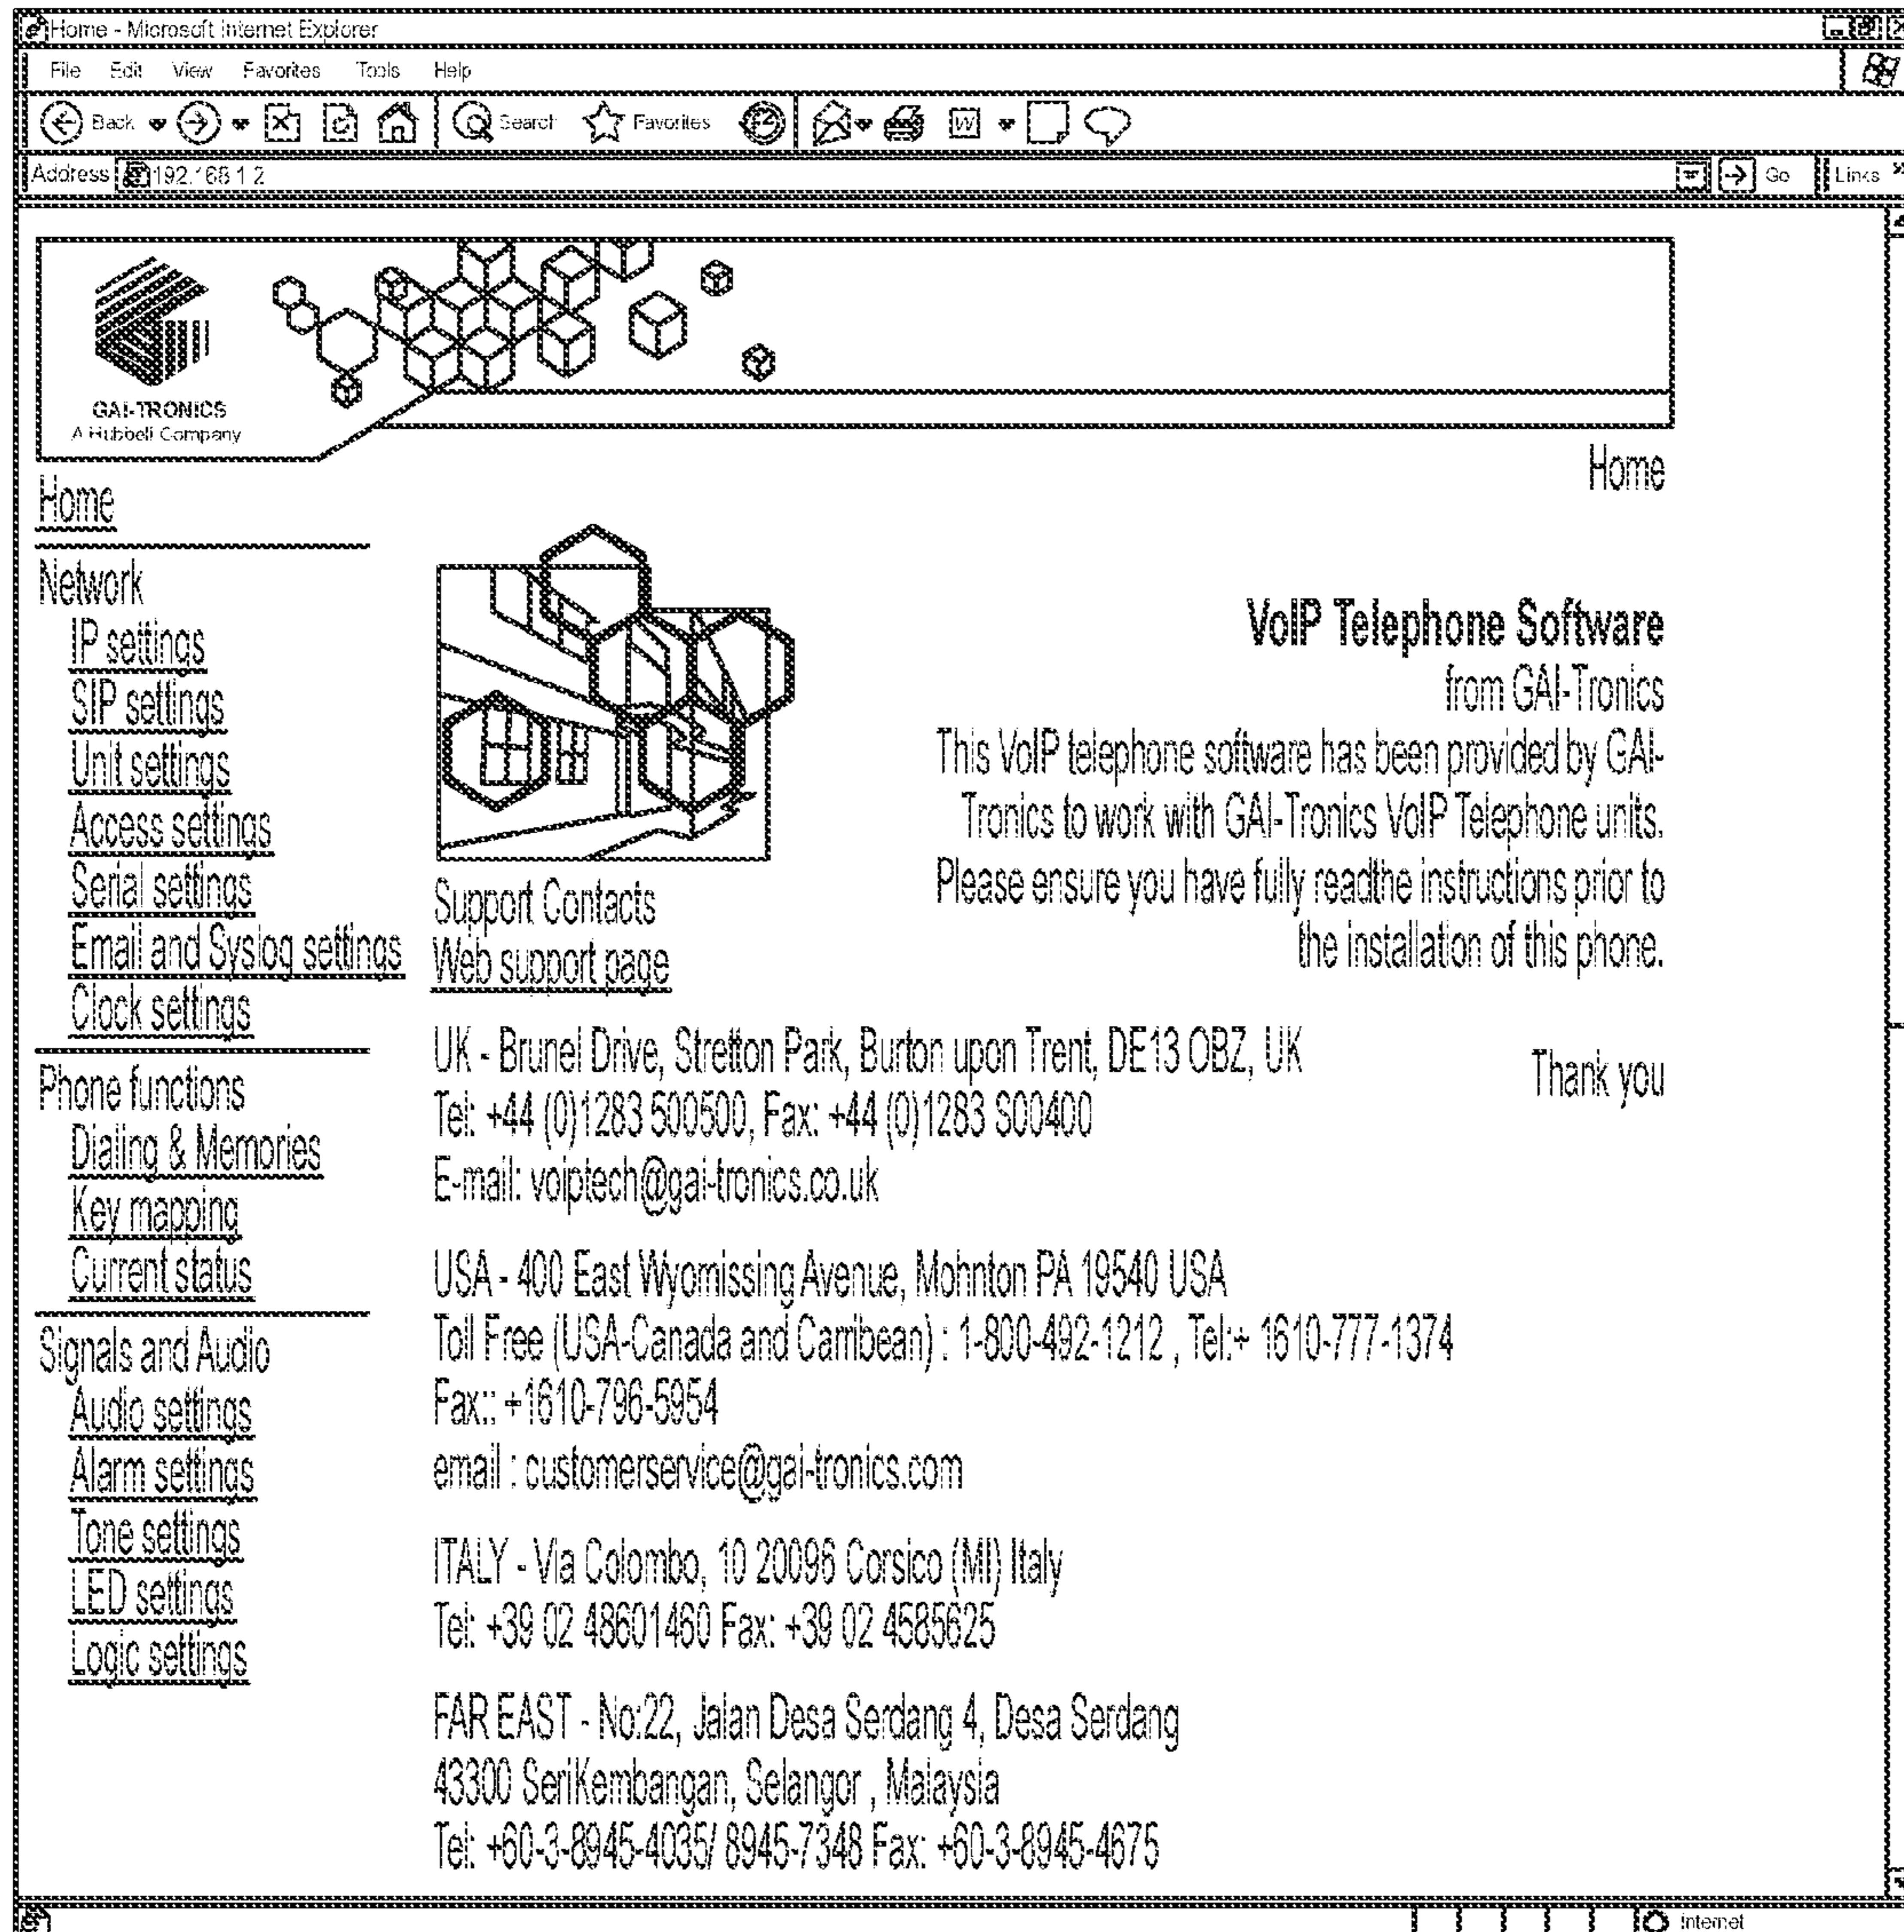 Home - Microsoft Internet Explorer
File Edit View Favorites Tools Help
Back Search Favorites W
Address 192.168.1.2 Go Links
GAI-TRONICS
A Hubbell Company
Home
Home
Network
IP settings
SIP settings
Unit settings
Access settings
Serial settings
Email and Syslog settings
Clock settings
Phone functions
Dialing & Memories
Key mapping
Current status
Signals and Audio
Audio settings
Alarm settings
Tone settings
LED settings
Logic settings
VoIP Telephone Software
from GAI-Tronics
This VoIP telephone software has been provided by GAI-
Tronics to work with GAI-Tronics VoIP Telephone units.
Please ensure you have fully readthe instructions prior to
the installation of this phone.
Thank you
Support Contacts
Web support page
UK - Brunel Drive, Stretton Park, Burton upon Trent, DE13 OBZ, UK
Tel: +44 (0)1283 500500, Fax: +44 (0)1283 S00400
E-mail: voiptech@gai-tronics.co.uk
USA - 400 East Wyomissing Avenue, Mohnton PA 19540 USA
Toll Free (USA-Canada and Carribean) : 1-800-492-1212 , Tel:+ 1610-777-1374
Fax:: +1610-796-5954
email : customerservice@gai-tronics.com
ITALY - Via Colombo, 10 20096 Corsico (MI) Italy
Tel: +39 02 48601460 Fax: +39 02 4585625
FAR EAST - No:22, Jalan Desa Serdang 4, Desa Serdang
43300 SeriKembangan, Selangor , Malaysia
Tel: +60-3-8945-4035/ 8945-7348 Fax: +60-3-8945-4675
Internet